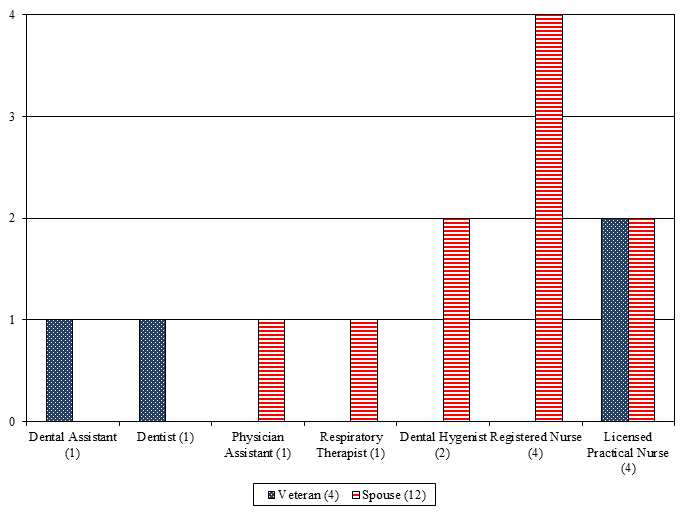 4
3
2
1
0
Dental Assistant (1)
Dentist (1)
Physician Assistant (1)
Respiratory Therapist (1)
Dental Hygenist (2)
Registered Nurse (4)
Licensed Practical Nurse (4)
Veteran (4) Spouse (12)